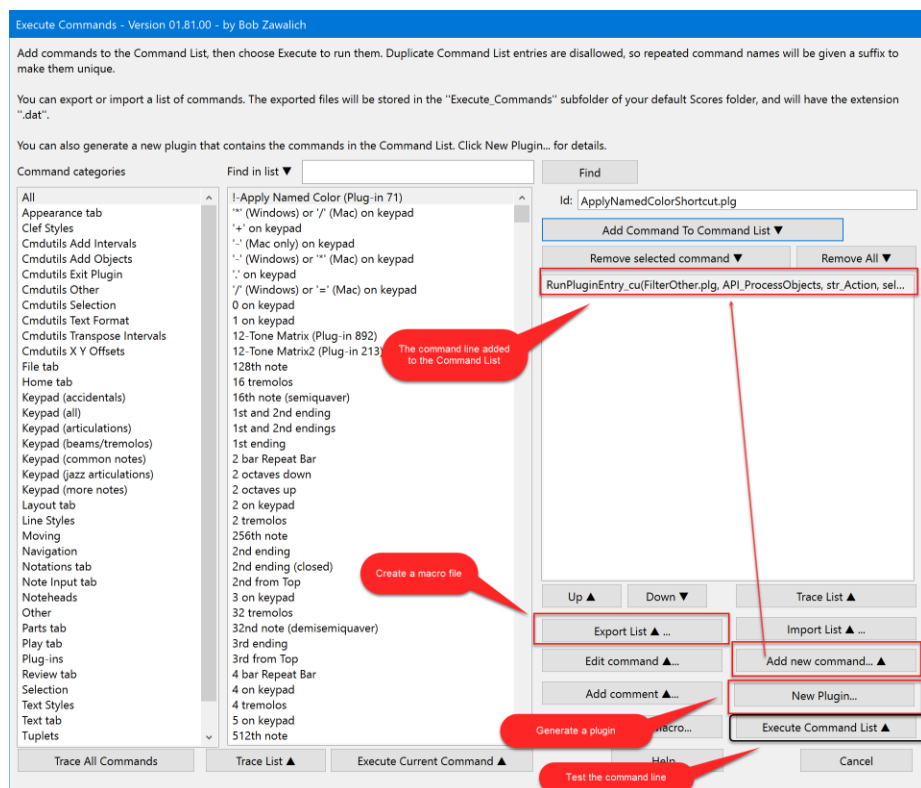 Execute Commands - Version 01.81.00 - by Bob Zawalich
Add commands to the Command List, then choose Execute to run them. Duplicate Command List entries are disallowed, so repeated command names will be given a suffix to
make them unique.
You can export or import a list of commands. The exported files will be stored in the "Execute_Commands" subfolder of your default Scores folder, and will have the extension
".dat".
You can also generate a new plugin that contains the commands in the Command List. Click New Plugin... for details.
Command categories
All
Appearance tab
Clef Styles
Cmdutils Add Intervals
Cmdutils Add Objects
Cmdutils Exit Plugin
Cmdutils Other
Cmdutils Selection
Cmdutils Text Format
Cmdutils Transpose Intervals
Cmdutils X Y Offsets
File tab
Home tab
Keypad (accidentals)
Keypad (all)
Keypad (articulations)
Keypad (beams/tremolos)
Keypad (common notes)
Keypad (jazz articulations)
Keypad (more notes)
Layout tab
Line Styles
Moving
Navigation
Notations tab
Note Input tab
Noteheads
Other
Parts tab
Play tab
Plug-ins
Review tab
Selection
Text Styles
Text tab
Tuplets
Find in list ▼
!-Apply Named Color (Plug-in 71)
'*' (Windows) or '/' (Mac) on keypad
'+' on keypad
'-' (Mac only) on keypad
'-' (Windows) or '*' (Mac) on keypad
'.' on keypad
'/' (Windows) or '=' (Mac) on keypad
0 on keypad
1 on keypad
12-Tone Matrix (Plug-in 892)
12-Tone Matrix2 (Plug-in 213)
128th note
16 tremolos
16th note (semiquaver)
1st and 2nd ending
1st and 2nd endings
1st ending
2 bar Repeat Bar
2 octaves down
2 octaves up
2 on keypad
2 tremolos
256th note
2nd ending
2nd ending (closed)
2nd from Top
3 on keypad
32 tremolos
32nd note (demisemiquaver)
3rd ending
3rd from Top
4 bar Repeat Bar
4 on keypad
4 tremolos
5 on keypad
512th note
Find
Id: ApplyNamedColorShortcut.plg
Add Command To Command List ▼
Remove selected command ▼ Remove All ▼
RunPluginEntry_cu(FilterOther.plg, API_ProcessObjects, str_Action, sel...
The command line added
to the Command List
Create a macro file
Up ▲ Down ▼ Trace List ▲
Export List ▲ ... Import List ▲ ...
Edit command ▲... Add new command... ▲
Add comment ▲... New Plugin...
Generate a plugin
Macro... Execute Command List ▲
Trace All Commands Trace List ▲ Execute Current Command ▲ Help Cancel
Test the command line